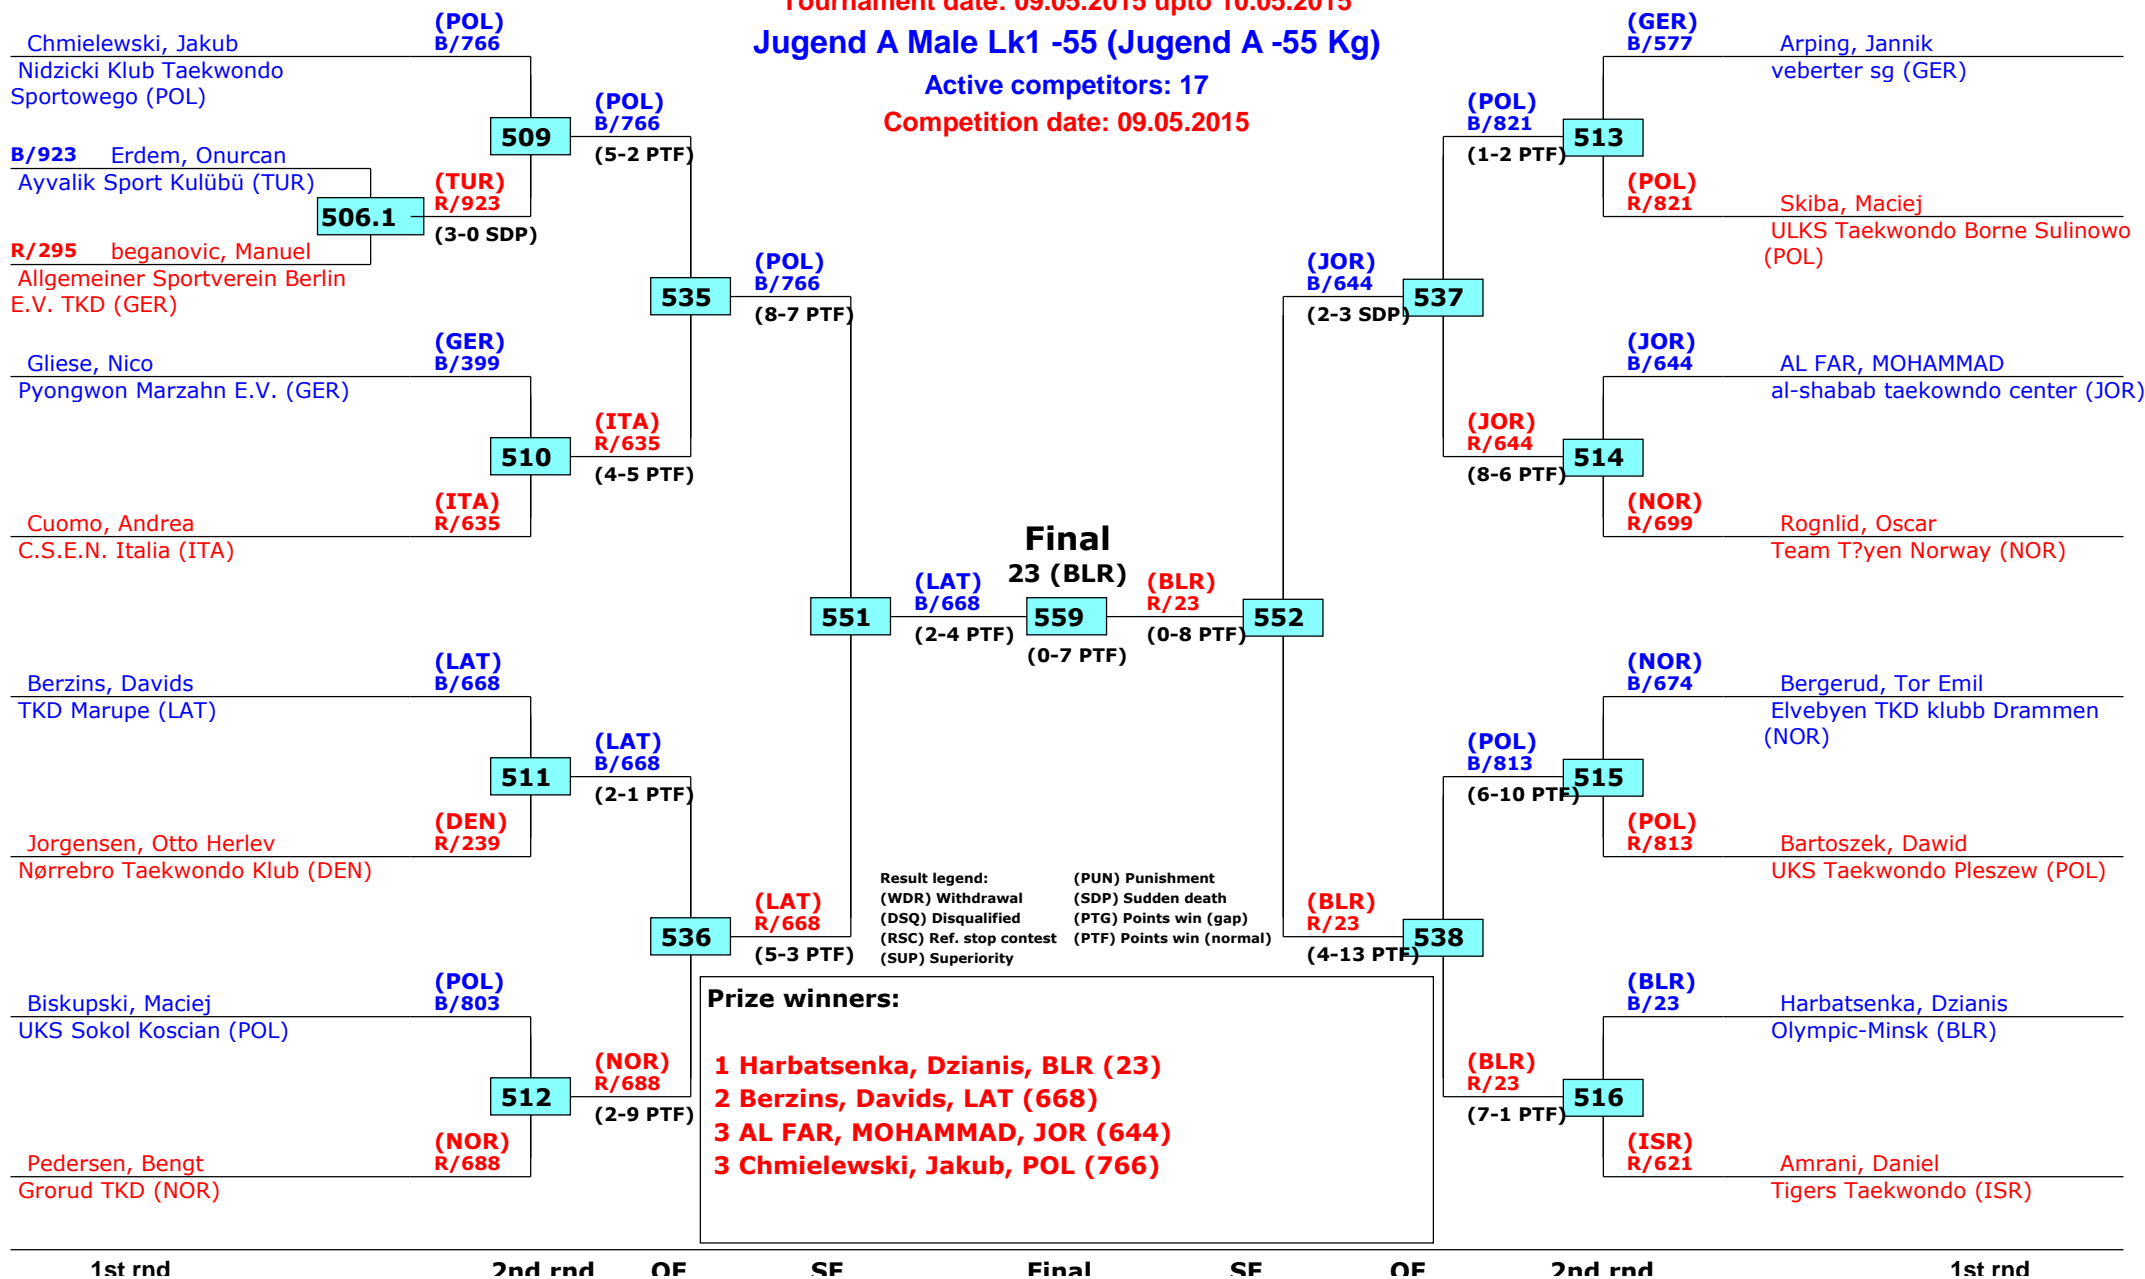 Tournament date: 09.05.2015 upto 10.05.2015
Jugend A Male Lk1 -55 (Jugend A -55 Kg)
Active competitors: 17
Competition date: 09.05.2015
Chmielewski, Jakub
(POL)
B/766
Nidzicki Klub Taekwondo
Sportowego (POL)
509
(POL)
B/766
(5-2 PTF)
B/923 Erdem, Onurcan
Ayvalik Sport Kulübü (TUR)
506.1
(TUR)
R/923
(3-0 SDP)
R/295 beganovic, Manuel
Allgemeiner Sportverein Berlin
E.V. TKD (GER)
535
(POL)
B/766
(8-7 PTF)
Gliese, Nico
(GER)
B/399
Pyongwon Marzahn E.V. (GER)
510
(ITA)
R/635
(4-5 PTF)
Cuomo, Andrea
(ITA)
R/635
C.S.E.N. Italia (ITA)
551
(LAT)
B/668
(2-4 PTF)
Final
23 (BLR)
559
(0-7 PTF)
(BLR)
R/23
(0-8 PTF)
552
Berzins, Davids
(LAT)
B/668
TKD Marupe (LAT)
511
(LAT)
B/668
(2-1 PTF)
Jorgensen, Otto Herlev
(DEN)
R/239
Nørrebro Taekwondo Klub (DEN)
536
(LAT)
R/668
(5-3 PTF)
Biskupski, Maciej
(POL)
B/803
UKS Sokol Koscian (POL)
512
(NOR)
R/688
(2-9 PTF)
Pedersen, Bengt
(NOR)
R/688
Grorud TKD (NOR)
(GER)
B/577
Arping, Jannik
veberter sg (GER)
(POL)
B/821
(1-2 PTF)
513
(POL)
R/821
Skiba, Maciej
ULKS Taekwondo Borne Sulinowo
(POL)
(JOR)
B/644
(2-3 SDP)
537
(JOR)
B/644
AL FAR, MOHAMMAD
al-shabab taekowndo center (JOR)
(JOR)
R/644
(8-6 PTF)
514
(NOR)
R/699
Rognlid, Oscar
Team T?yen Norway (NOR)
(NOR)
B/674
Bergerud, Tor Emil
Elvebyen TKD klubb Drammen
(NOR)
(POL)
B/813
(6-10 PTF)
515
(POL)
R/813
Bartoszek, Dawid
UKS Taekwondo Pleszew (POL)
(BLR)
R/23
(4-13 PTF)
538
(BLR)
B/23
Harbatsenka, Dzianis
Olympic-Minsk (BLR)
(BLR)
R/23
(7-1 PTF)
516
(ISR)
R/621
Amrani, Daniel
Tigers Taekwondo (ISR)
Result legend: (PUN) Punishment
(WDR) Withdrawal (SDP) Sudden death
(DSQ) Disqualified (PTG) Points win (gap)
(RSC) Ref. stop contest (PTF) Points win (normal)
(SUP) Superiority
Prize winners:
1 Harbatsenka, Dzianis, BLR (23)
2 Berzins, Davids, LAT (668)
3 AL FAR, MOHAMMAD, JOR (644)
3 Chmielewski, Jakub, POL (766)
1st rnd 2nd rnd QF SF Final SF QF 2nd rnd 1st rnd